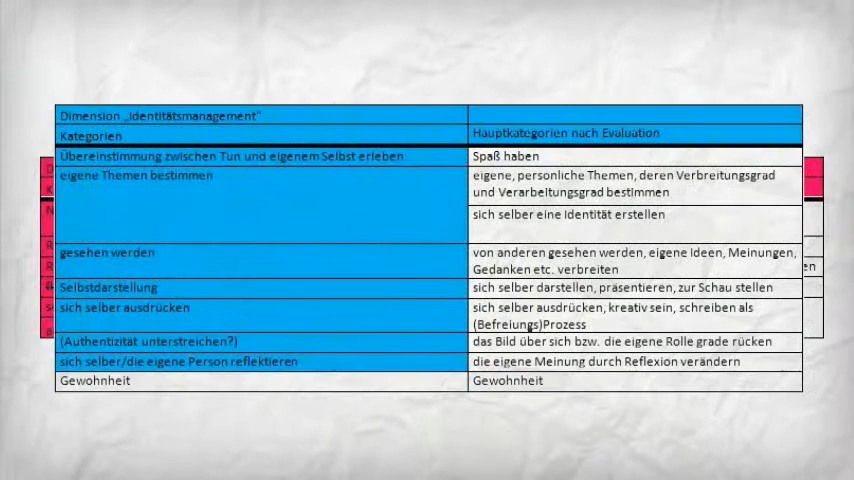 Dimension „Identitätsmanagement"
Kategorien
Hauptkategorien nach Evaluation
Übereinstimmung zwischen Tun und eigenem Selbst erleben
Spaß haben
eigene Themen bestimmen
eigene, persönliche Themen, deren Verbreitungsgrad
und Verarbeitungsgrad bestimmen
sich selber eine Identität erstellen
gesehen werden
von anderen gesehen werden, eigene Ideen, Meinungen,
Gedanken etc. verbreiten
Selbstdarstellung
sich selber darstellen, präsentieren, zur Schau stellen
sich selber ausdrücken
sich selber ausdrücken, kreativ sein, schreiben als
(Befreiungs)Prozess
(Authentizität unterstreichen?)
das Bild über sich bzw. die eigene Rolle grade rücken
sich selber/die eigene Person reflektieren
die eigene Meinung durch Reflexion verändern
Gewohnheit
Gewohnheit